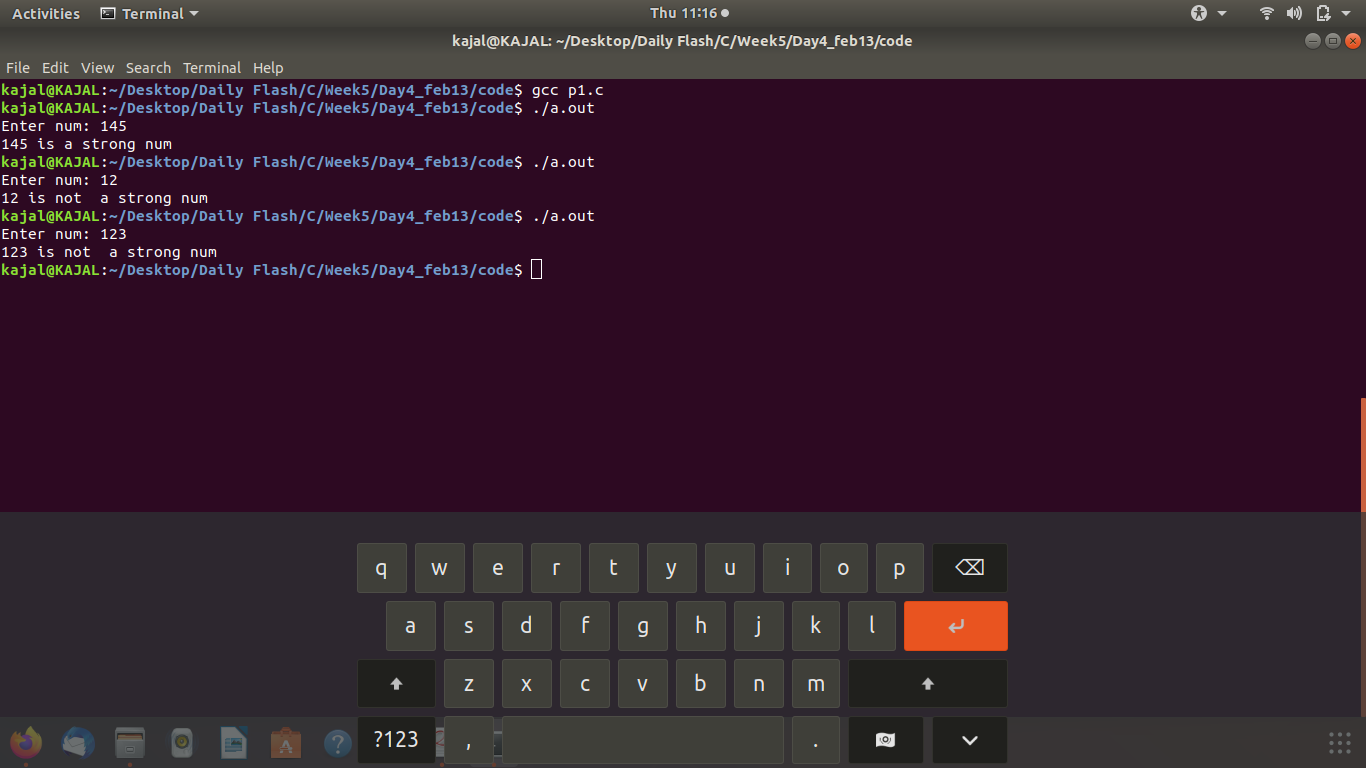 Activities Terminal Thu 11:16
kajal@KAJAL: ~/Desktop/Daily Flash/C/Week5/Day4_feb13/code
File Edit View Search Terminal Help
kajal@KAJAL:~/Desktop/Daily Flash/C/Week5/Day4_feb13/code$ gcc p1.c
kajal@KAJAL:~/Desktop/Daily Flash/C/Week5/Day4_feb13/code$ ./a.out
Enter num: 145
145 is a strong num
kajal@KAJAL:~/Desktop/Daily Flash/C/Week5/Day4_feb13/code$ ./a.out
Enter num: 12
12 is not  a strong num
kajal@KAJAL:~/Desktop/Daily Flash/C/Week5/Day4_feb13/code$ ./a.out
Enter num: 123
123 is not  a strong num
kajal@KAJAL:~/Desktop/Daily Flash/C/Week5/Day4_feb13/code$
q w e r t y u i o p
a s d f g h j k l
z x c v b n m
?123 , .